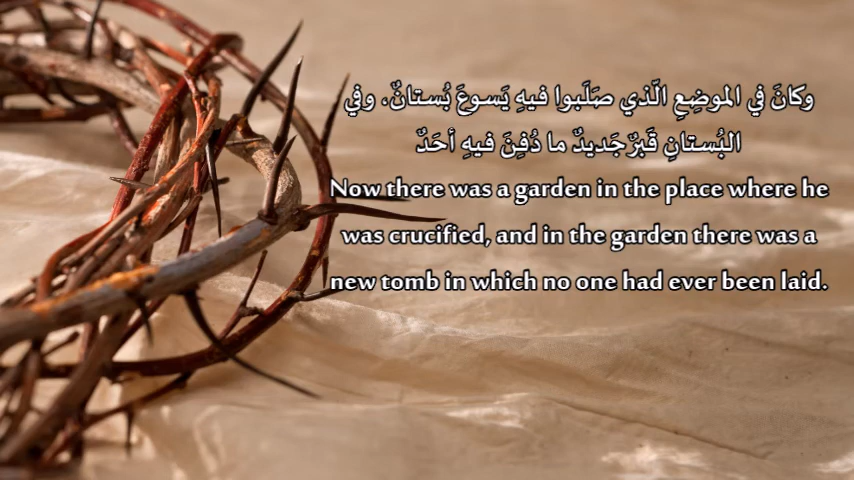 وكانَ في الموضِعِ الّذي صَلَبوا فيهِ يَسوعَ بُستانٌ. وفي
البُستانِ قَبرٌ جَديدٌ ما دُفِنَ فيهِ أحَدٌ
Now there was a garden in the place where he
was crucified, and in the garden there was a
new tomb in which no one had ever been laid.